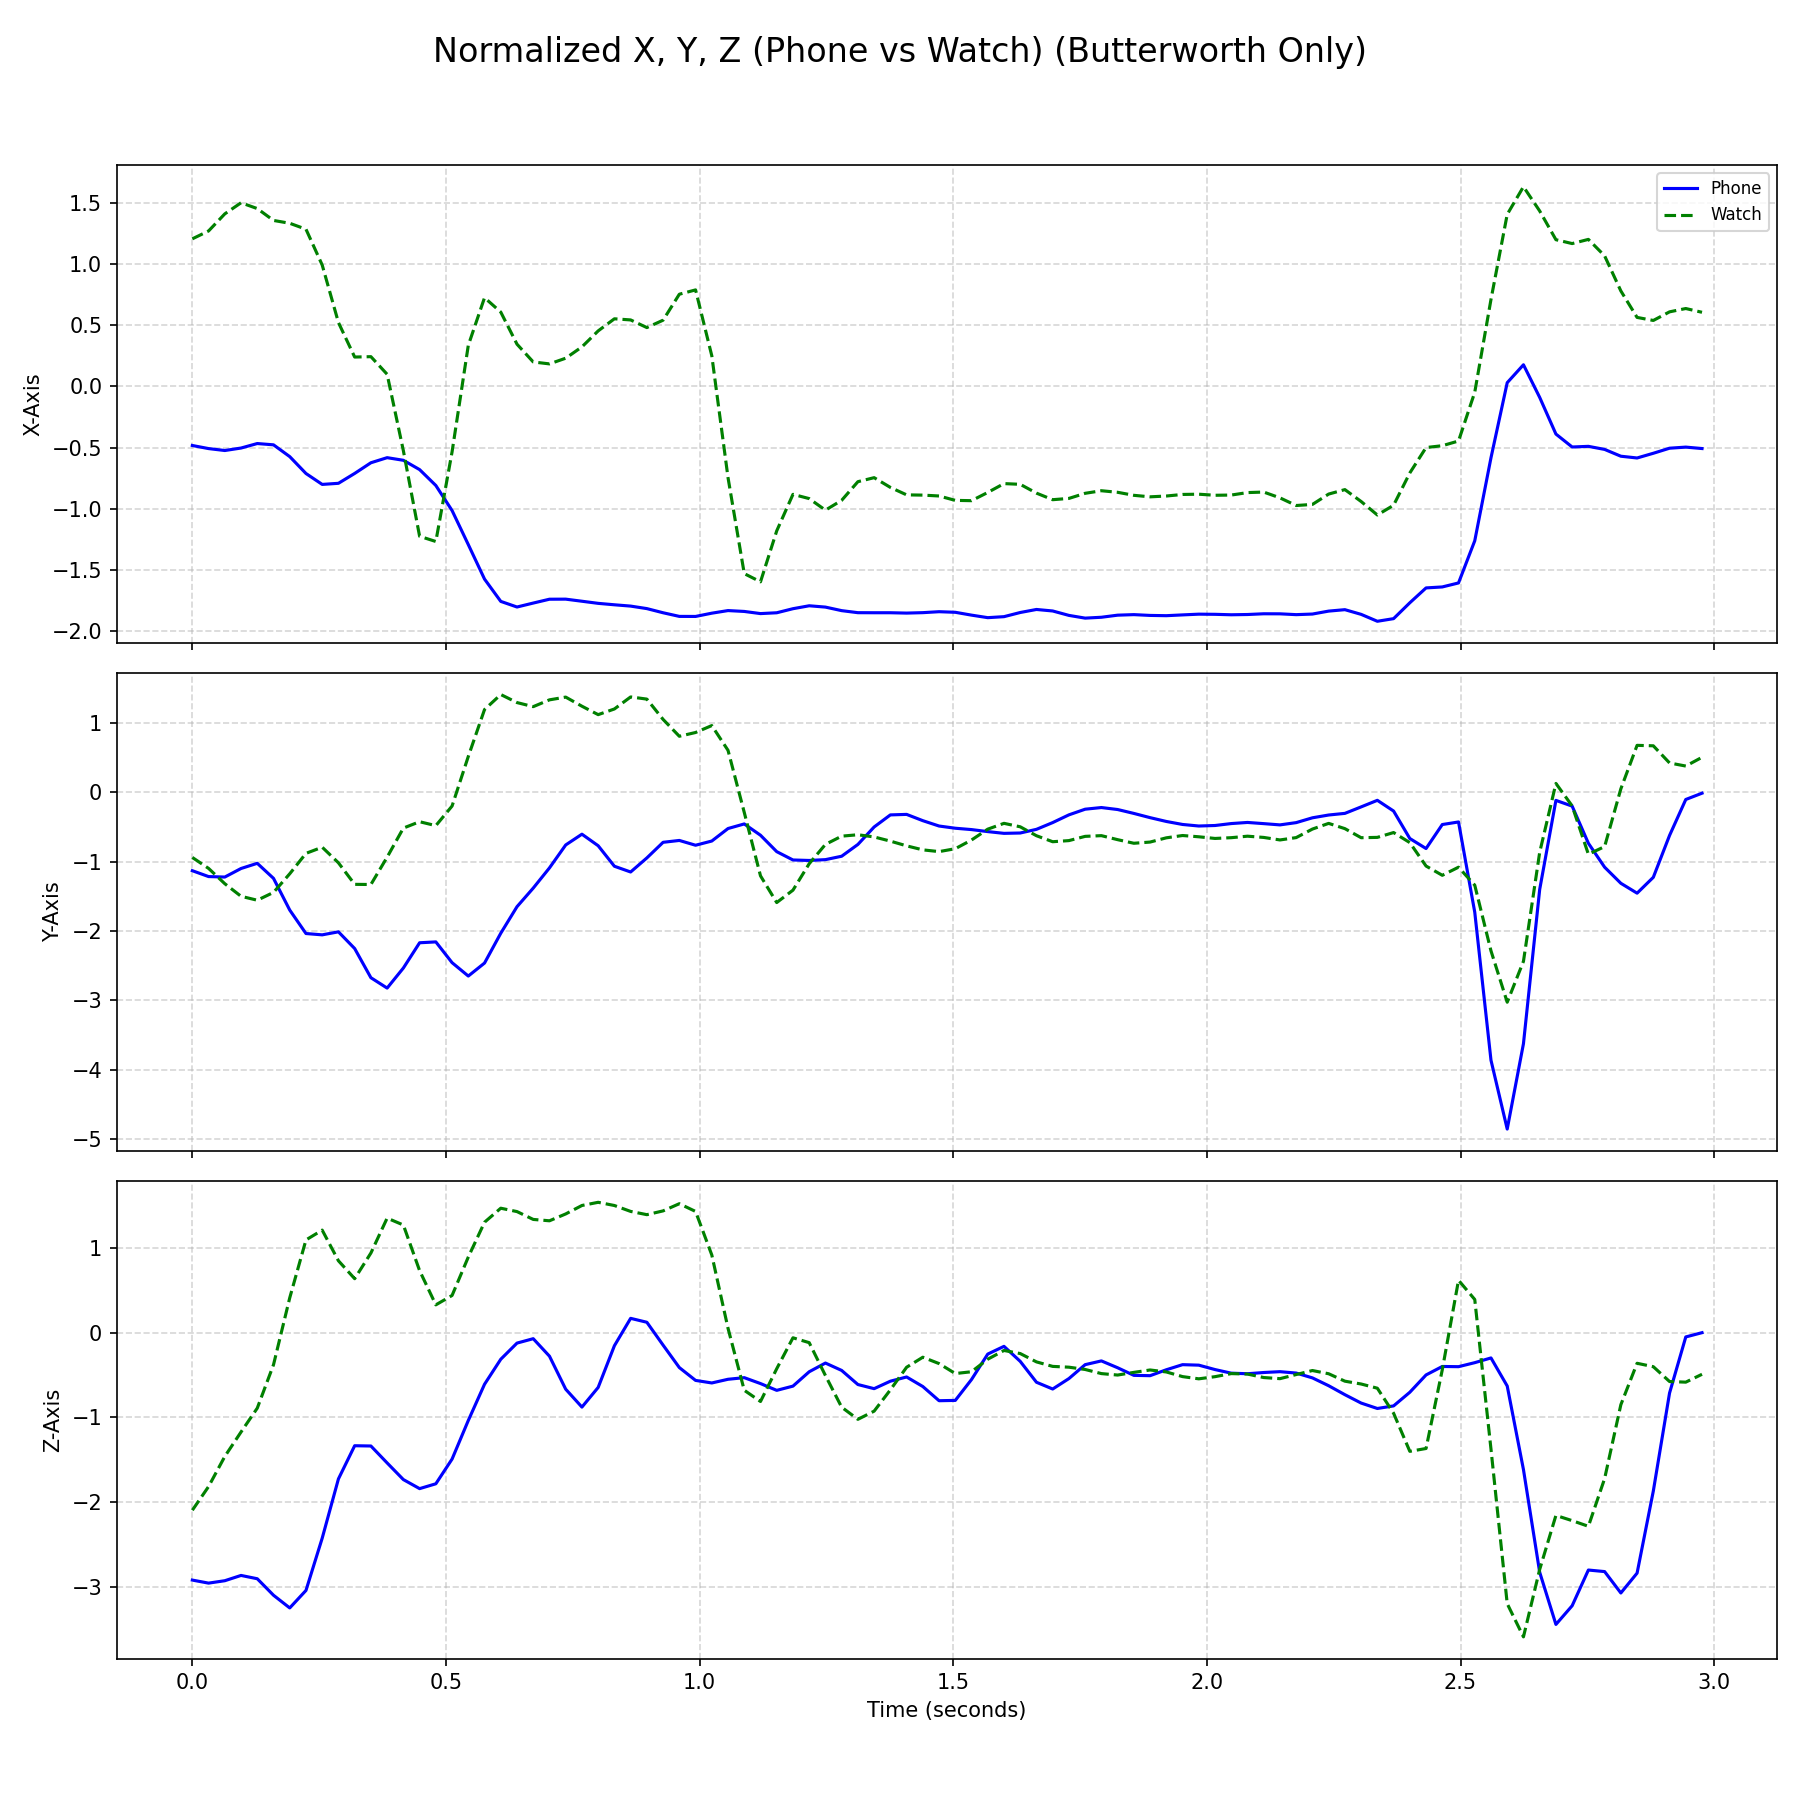 Normalized X, Y, Z (Phone vs Watch) (Butterworth Only)
Phone
Watch
X-Axis
1.5
1.0
0.5
0.0
−0.5
−1.0
−1.5
−2.0
Y-Axis
1
0
−1
−2
−3
−4
−5
Z-Axis
1
0
−1
−2
−3
0.0 0.5 1.0 1.5 2.0 2.5 3.0
Time (seconds)